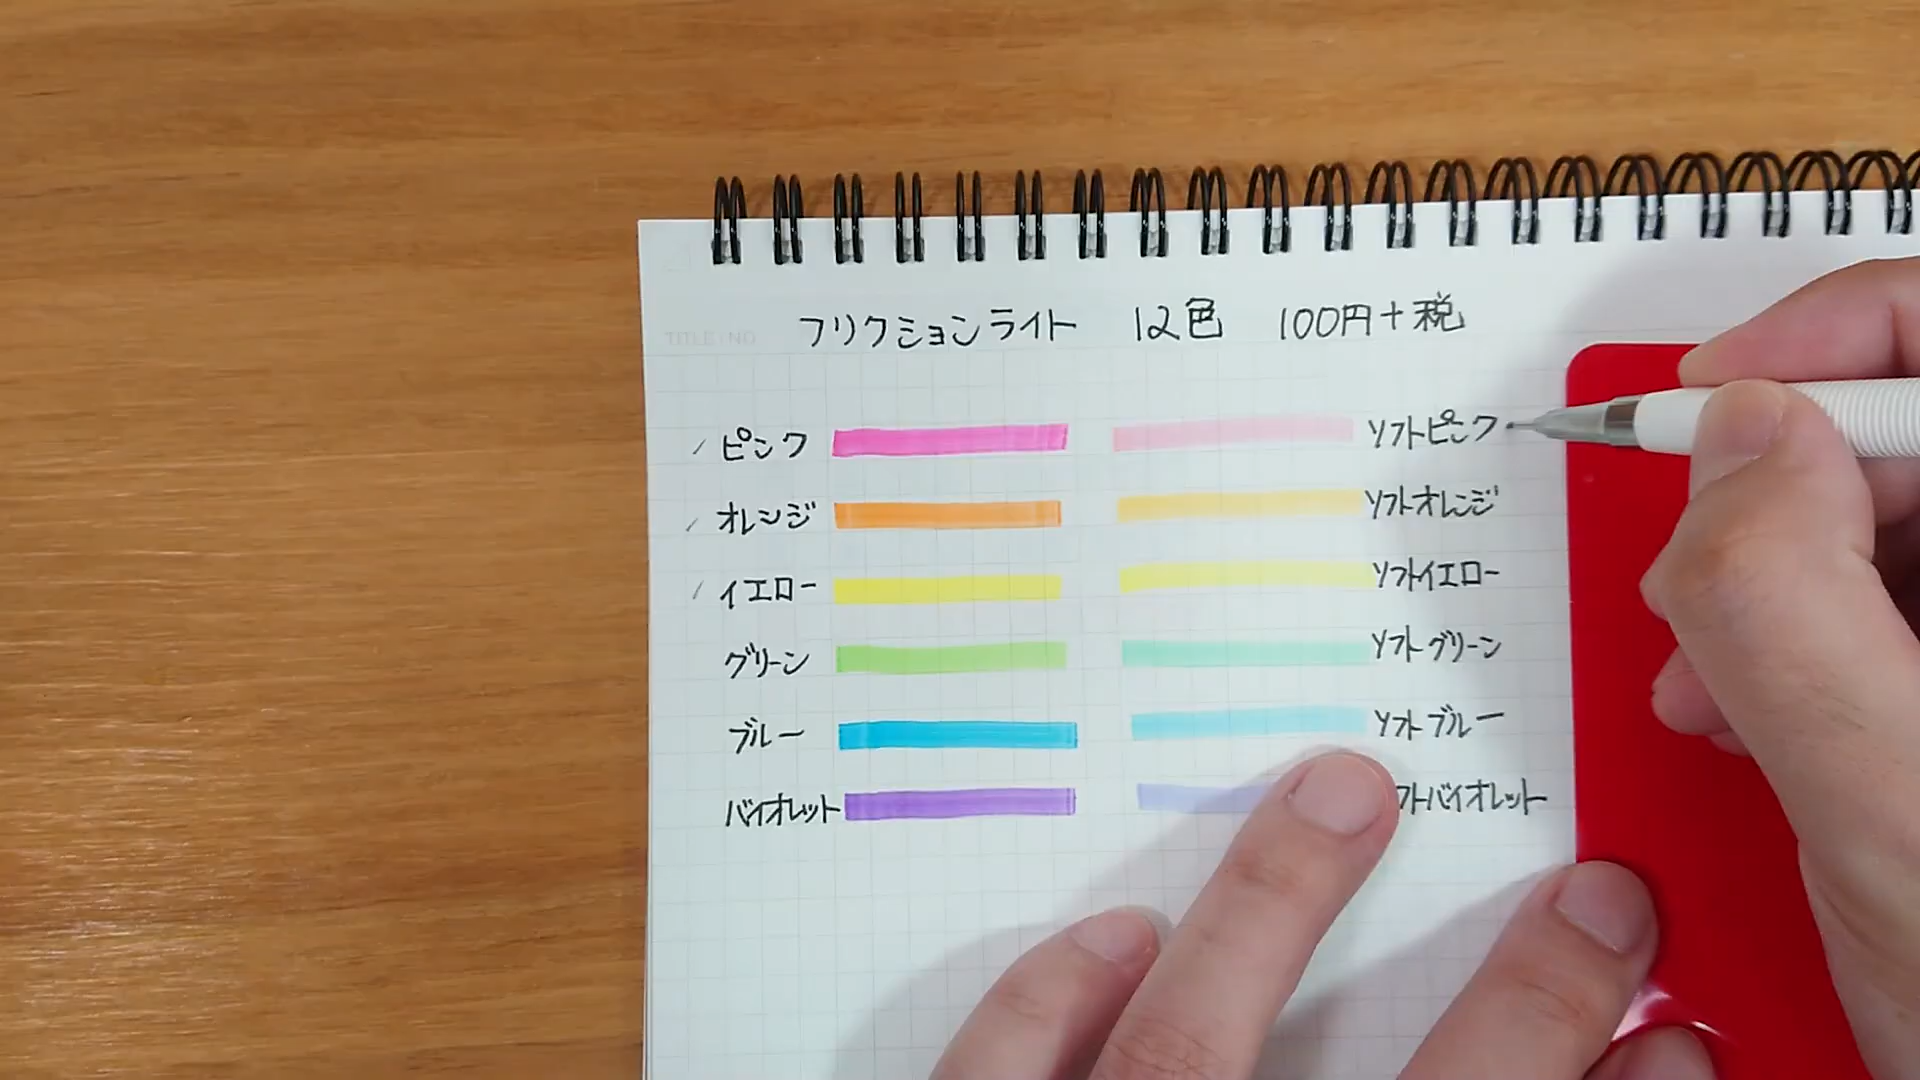 フリクションライト 12色 100円+税
TITLE/NO
ピンク ソフトピンク
オレンジ ソフトオレンジ
イエロー ソフトイエロー
グリーン ソフトグリーン
ブルー ソフトブルー
バイオレット フトバイオレット